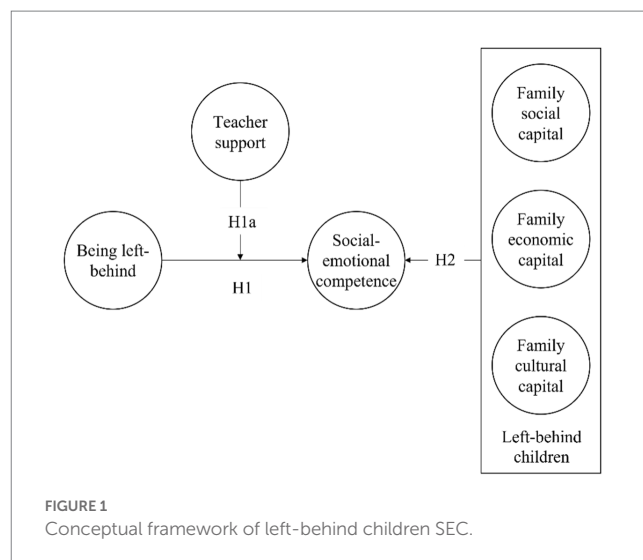 Teacher
support
H1a
Being left-
behind
H1
Social-
emotional
competence
H2
Family
social
capital
Family
economic
capital
Family
cultural
capital
Left-behind
children
FIGURE 1
Conceptual framework of left-behind children SEC.